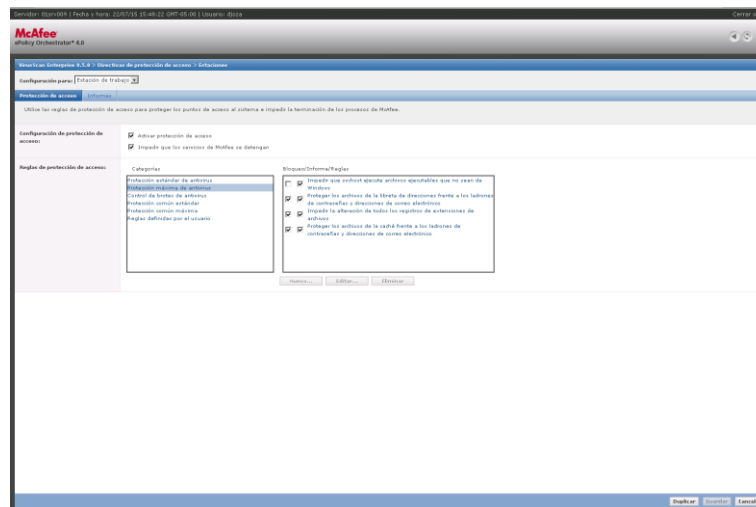 Servidor: 01srv009 | Fecha y hora: 22/07/15 15:48:22 GMT-05:00 | Usuario: djoza
Cerrar
McAfee
ePolicy Orchestrator® 4.0
VirusScan Enterprise 8.5.0 > Directivas de protección de acceso > Estaciones
Configuración para: Estación de trabajo
Protección de acceso Informes
Utilice las reglas de protección de acceso para proteger los puntos de acceso al sistema e impedir la terminación de los procesos de McAfee.
Configuración de protección de
acceso:
Activar protección de acceso
Impedir que los servicios de McAfee se detengan
Reglas de protección de acceso:
Categorías
Protección estándar de antivirus
Protección máxima de antivirus
Control de brotes de antivirus
Protección común estándar
Protección común máxima
Reglas definidas por el usuario
Bloqueo/Informe/Reglas
Impedir que svchost ejecute archivos ejecutables que no sean de
Windows
Proteger los archivos de la libreta de direcciones frente a los ladrones
de contraseñas y direcciones de correo electrónico
Impedir la alteración de todos los registros de extensiones de
archivos
Proteger los archivos de la caché frente a los ladrones de
contraseñas y direcciones de correo electrónico
Nuevo... Editar... Eliminar
Duplicar Guardar Cancel